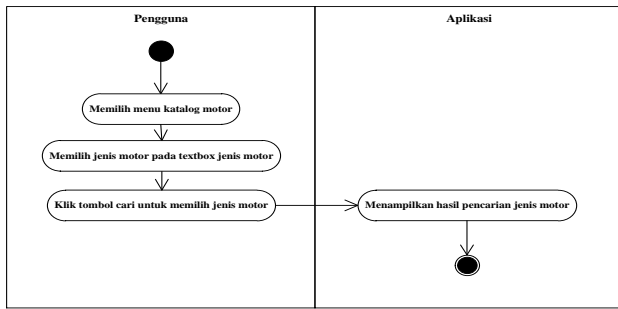 Pengguna
Aplikasi
Memilih menu katalog motor
Memilih jenis motor pada textbox jenis motor
Klik tombol cari untuk memilih jenis motor
Menampilkan hasil pencarian jenis motor